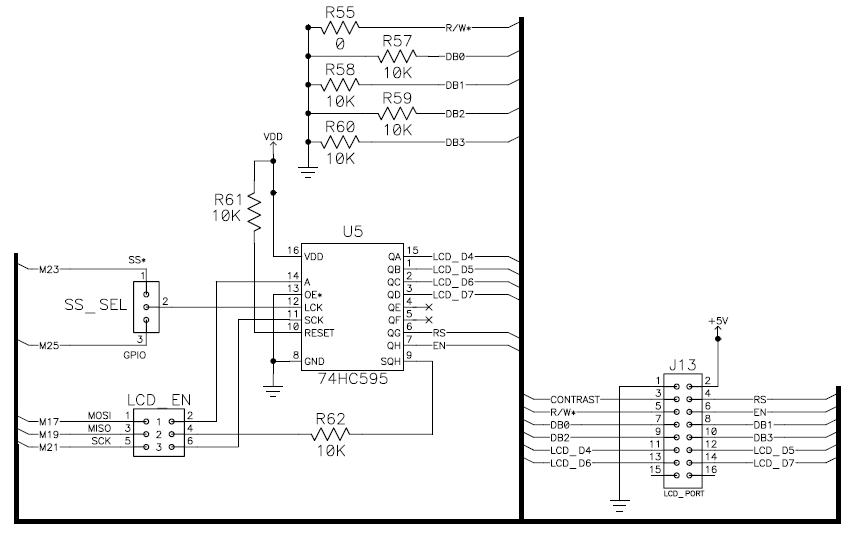 R55
0
R/W*
R57
10K
DB0
R58
10K
DB1
R59
10K
DB2
R60
10K
DB3
VDD
R61
10K
U5
16 VDD QA 15 LCD_D4
QB 1 LCD_D5
14 A QC 2 LCD_D6
13 OE* QD 3 LCD_D7
12 LCK QE 4
11 SCK QF 5
10 RESET QG 6 RS
QH 7 EN
8 GND SQH 9
74HC595
M23 SS*
1
SS_SEL 2
3
M25 GPIO
LCD_EN
M17 MOSI 1 1 2
M19 MISO 3 2 4
M21 SCK 5 3 6
R62
10K
+5V
J13
1 2
CONTRAST 3 4 RS
R/W* 5 6 EN
DB0 7 8 DB1
DB2 9 10 DB3
LCD_D4 11 12 LCD_D5
LCD_D6 13 14 LCD_D7
15 16
LCD_PORT